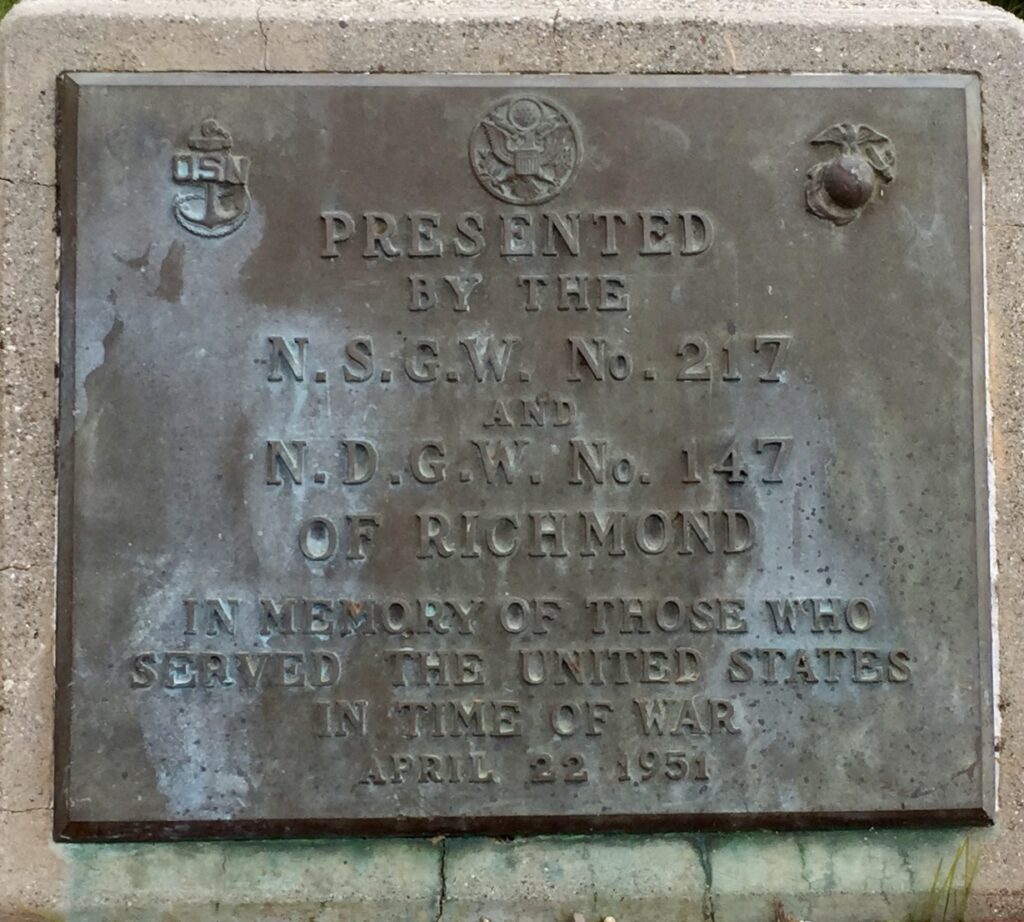 USN
PRESENTED
BY THE
N.S.G.W. No. 217
AND
N.D.G.W. No. 147
OF RICHMOND
IN MEMORY OF THOSE WHO
SERVED THE UNITED STATES
IN TIME OF WAR
APRIL 22 1951